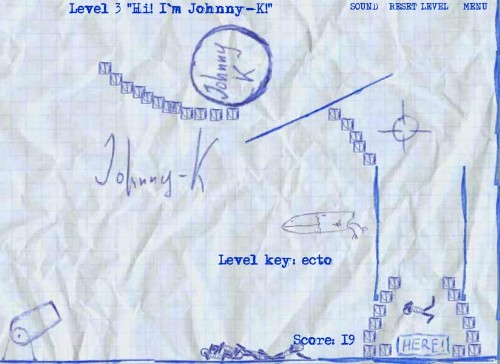 Level 3 "Hi! I'm Johnny-K!"
SOUND RESET LEVEL MENU
Johnny
K
Johnny-K
Level key: ecto
Score: 19
HERE!